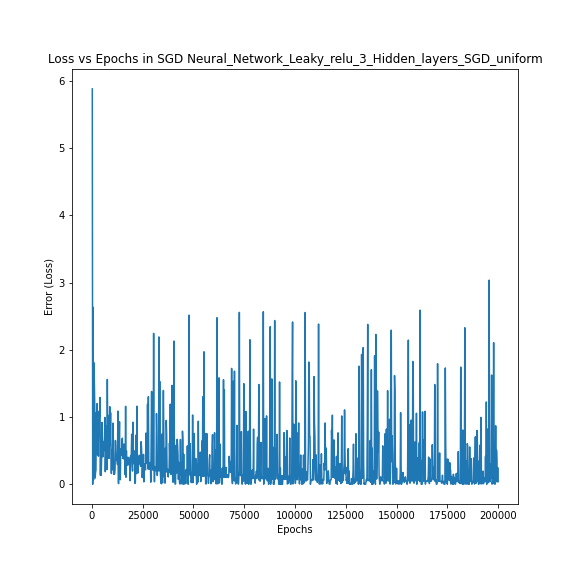 Loss vs Epochs in SGD Neural_Network_Leaky_relu_3_Hidden_layers_SGD_uniform
6
5
4
3
2
1
0
Error (Loss)
0 25000 50000 75000 100000 125000 150000 175000 200000
Epochs